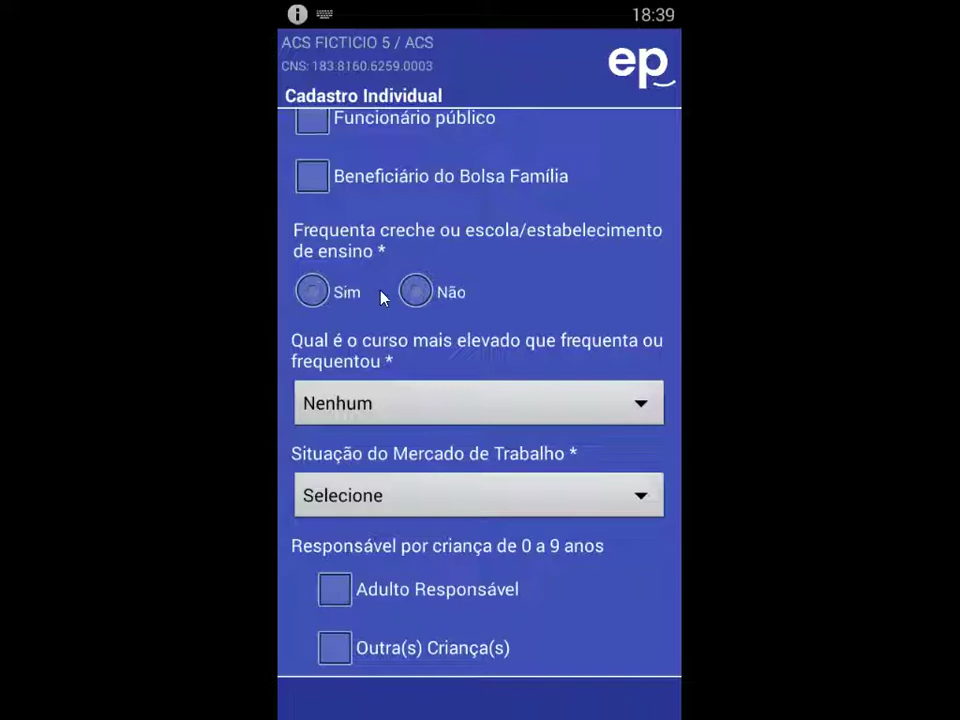 18:39
ACS FICTICIO 5 / ACS
CNS: 183.8160.6259.0003
ep
Cadastro Individual
Funcionário público
Beneficiário do Bolsa Família
Frequenta creche ou escola/estabelecimento
de ensino *
Sim Não
Qual é o curso mais elevado que frequenta ou
frequentou *
Nenhum
Situação do Mercado de Trabalho *
Selecione
Responsável por criança de 0 a 9 anos
Adulto Responsável
Outra(s) Criança(s)